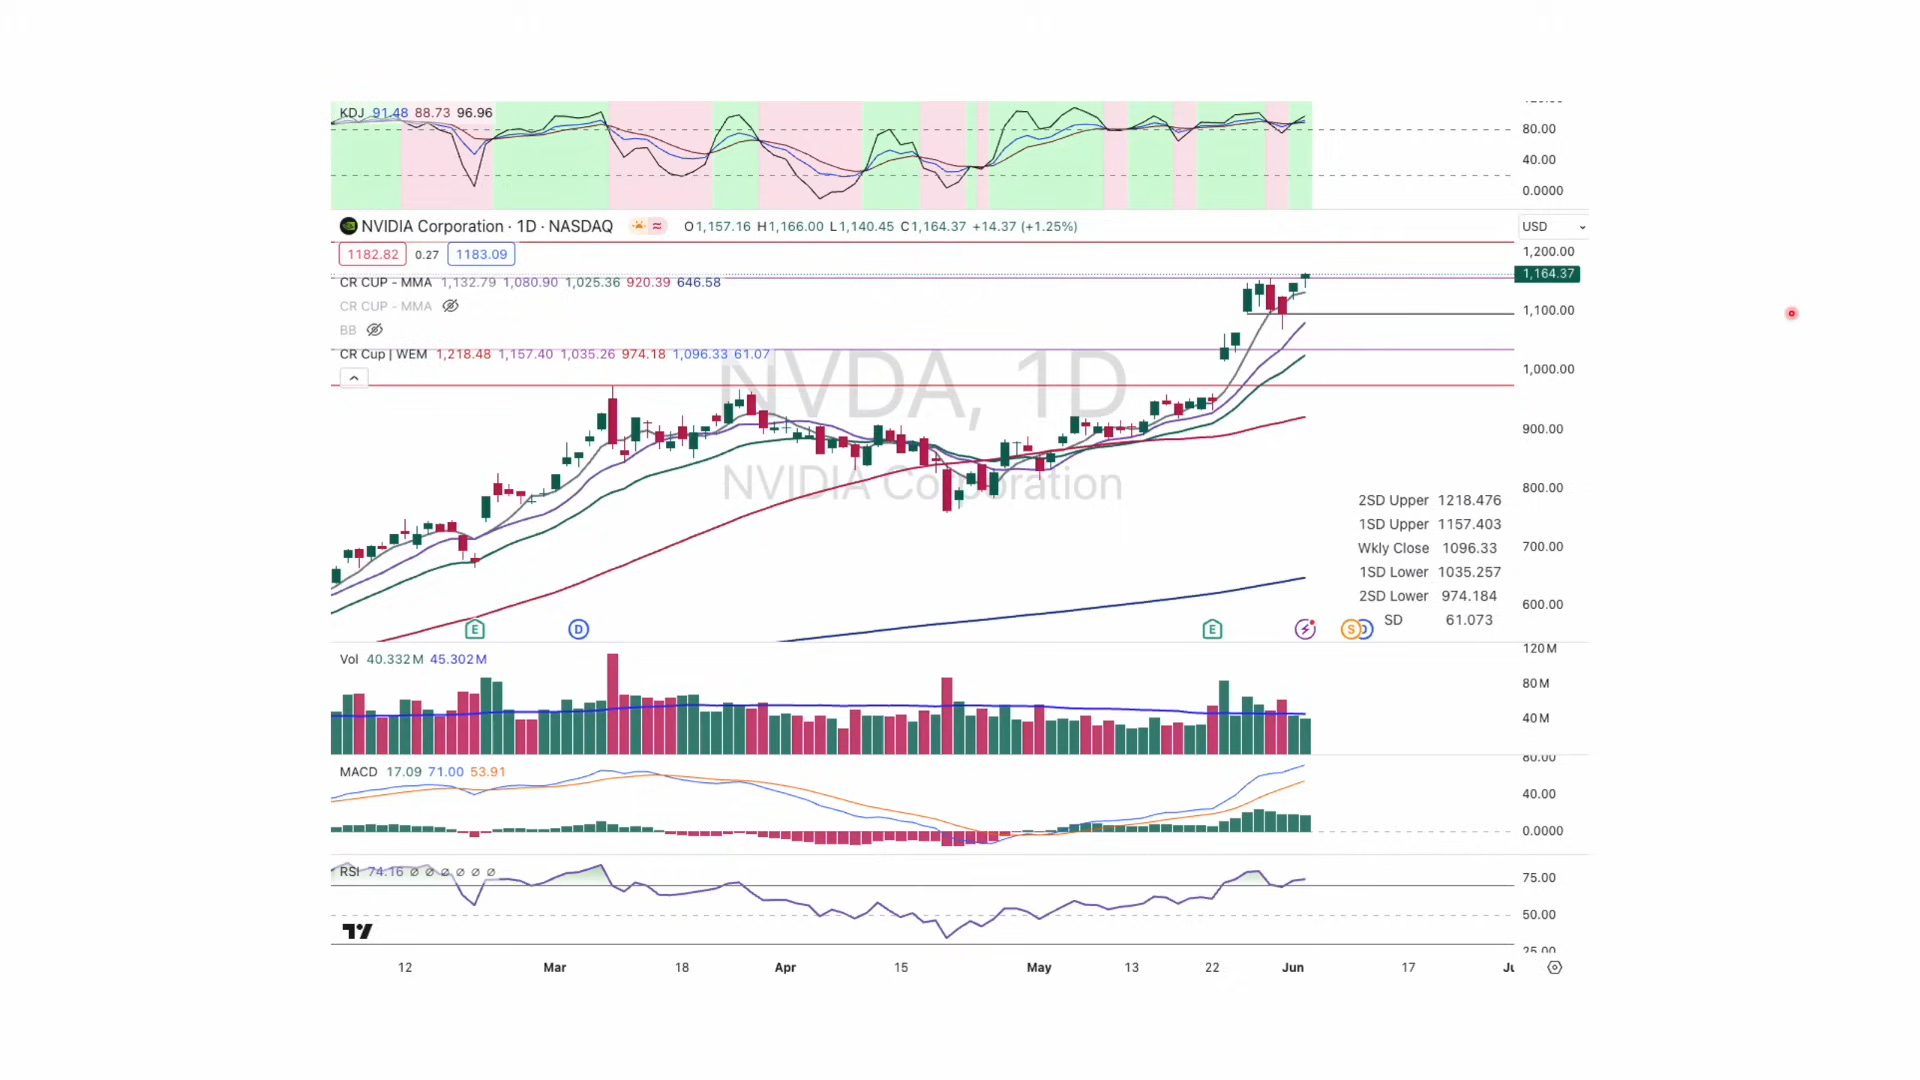 KDJ 91.48 88.73 96.96
80.00
40.00
0.0000
NVIDIA Corporation · 1D · NASDAQ O1,157.16 H1,166.00 L1,140.45 C1,164.37 +14.37 (+1.25%)
USD
1182.82 0.27 1183.09
1,200.00
1,164.37
CR CUP - MMA 1,132.79 1,080.90 1,025.36 920.39 646.58
CR CUP - MMA
1,100.00
BB
CR Cup | WEM 1,218.48 1,157.40 1,035.26 974.18 1,096.33 61.07
NVDA, 1D
1,000.00
900.00
NVIDIA Corporation
800.00
2SD Upper 1218.476
1SD Upper 1157.403
Wkly Close 1096.33
700.00
1SD Lower 1035.257
2SD Lower 974.184
600.00
SD 61.073
E D E S D
Vol 40.332M 45.302M
120M
80M
40M
MACD 17.09 71.00 53.91
80.00
40.00
0.0000
RSI 74.16 ∅ ∅ ∅ ∅ ∅ ∅
75.00
50.00
25.00
12 Mar 18 Apr 15 May 13 22 Jun 17